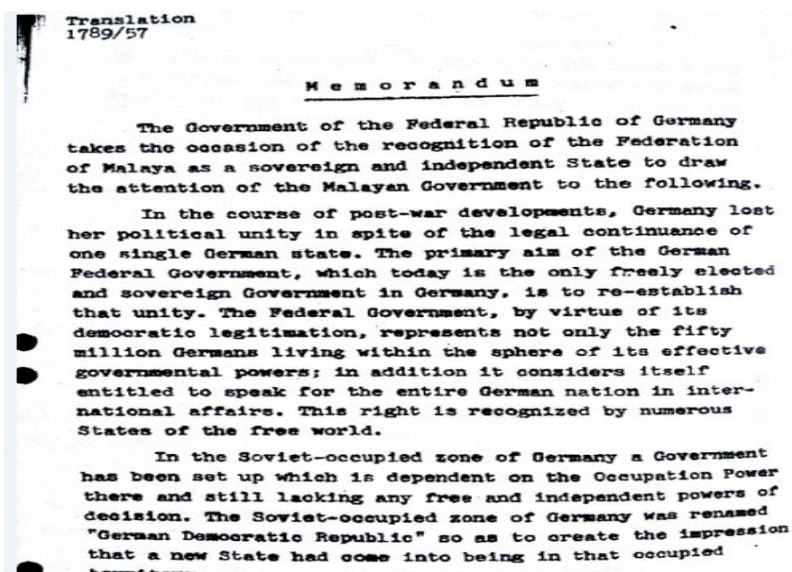 Translation
1789/57
Memorandum
The Government of the Federal Republic of Germany
takes the occasion of the recognition of the Federation
of Malaya as a sovereign and independent State to draw
the attention of the Malayan Government to the following.
In the course of post-war developments, Germany lost
her political unity in spite of the legal continuance of
one single German state. The primary aim of the German
Federal Government, which today is the only freely elected
and sovereign Government in Germany, is to re-establish
that unity. The Federal Government, by virtue of its
democratic legitimation, represents not only the fifty
million Germans living within the sphere of its effective
governmental powers; in addition it considers itself
entitled to speak for the entire German nation in inter-
national affairs. This right is recognized by numerous
States of the free world.
In the Soviet-occupied zone of Germany a Government
has been set up which is dependent on the Occupation Power
there and still lacking any free and independent powers of
decision. The Soviet-occupied zone of Germany was renamed
"German Democratic Republic" so as to create the impression
that a new State had come into being in that occupied